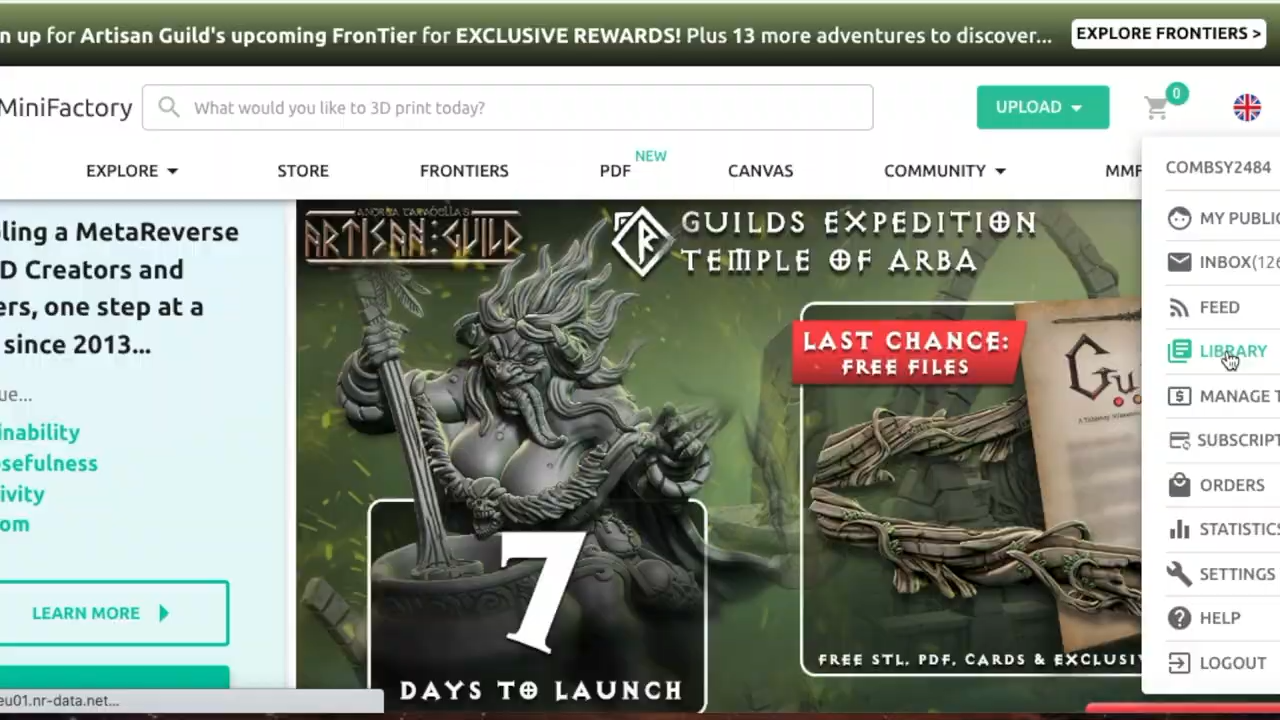 n up for Artisan Guild's upcoming FronTier for EXCLUSIVE REWARDS! Plus 13 more adventures to discover...
EXPLORE FRONTIERS >
MiniFactory
What would you like to 3D print today?
UPLOAD
0
EXPLORE
STORE
FRONTIERS
PDF
NEW
CANVAS
COMMUNITY
MMF
COMBSY2484
MY PUBLIC
INBOX(126
FEED
LIBRARY
MANAGE T
SUBSCRIPT
ORDERS
STATISTICS
SETTINGS
HELP
LOGOUT
ling a MetaReverse
D Creators and
ers, one step at a
since 2013...
ue...
inability
sefulness
ivity
om
LEARN MORE
eu01.nr-data.net...
ARTISAN:GUILD
GUILDS EXPEDITION
TEMPLE OF ARBA
LAST CHANCE:
FREE FILES
Gu
7
DAYS TO LAUNCH
FREE STL, PDF, CARDS & EXCLUSIV